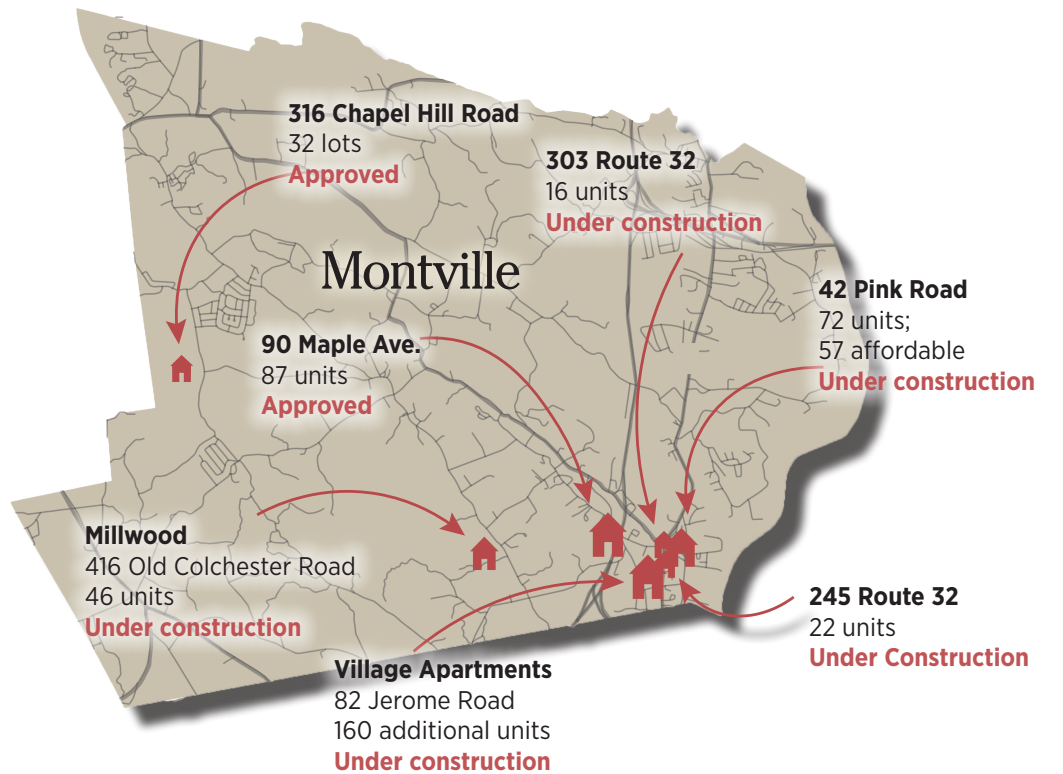 316 Chapel Hill Road
32 lots
Approved
303 Route 32
16 units
Under construction
Montville
42 Pink Road
72 units;
57 affordable
Under construction
90 Maple Ave.
87 units
Approved
Millwood
416 Old Colchester Road
46 units
Under construction
245 Route 32
22 units
Under Construction
Village Apartments
82 Jerome Road
160 additional units
Under construction